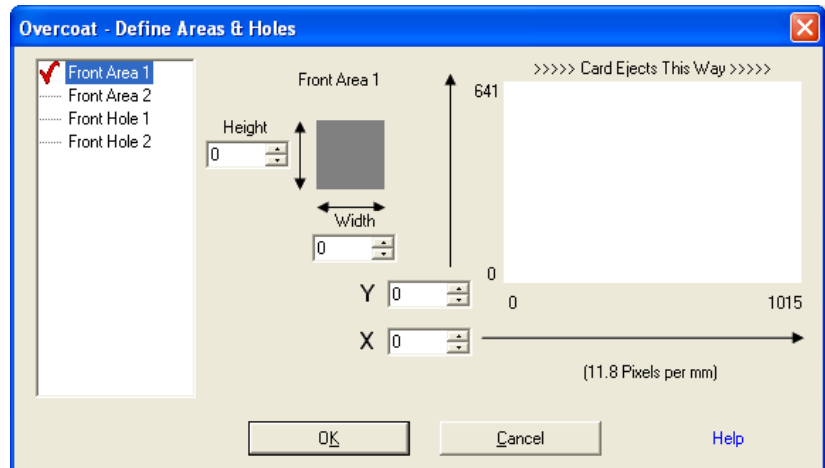 Overcoat - Define Areas & Holes
Front Area 1
Front Area 2
Front Hole 1
Front Hole 2
Front Area 1
Height
0
Width
0
Y 0
X 0
>>>>> Card Ejects This Way >>>>>
641
0
0 1015
(11.8 Pixels per mm)
OK Cancel Help